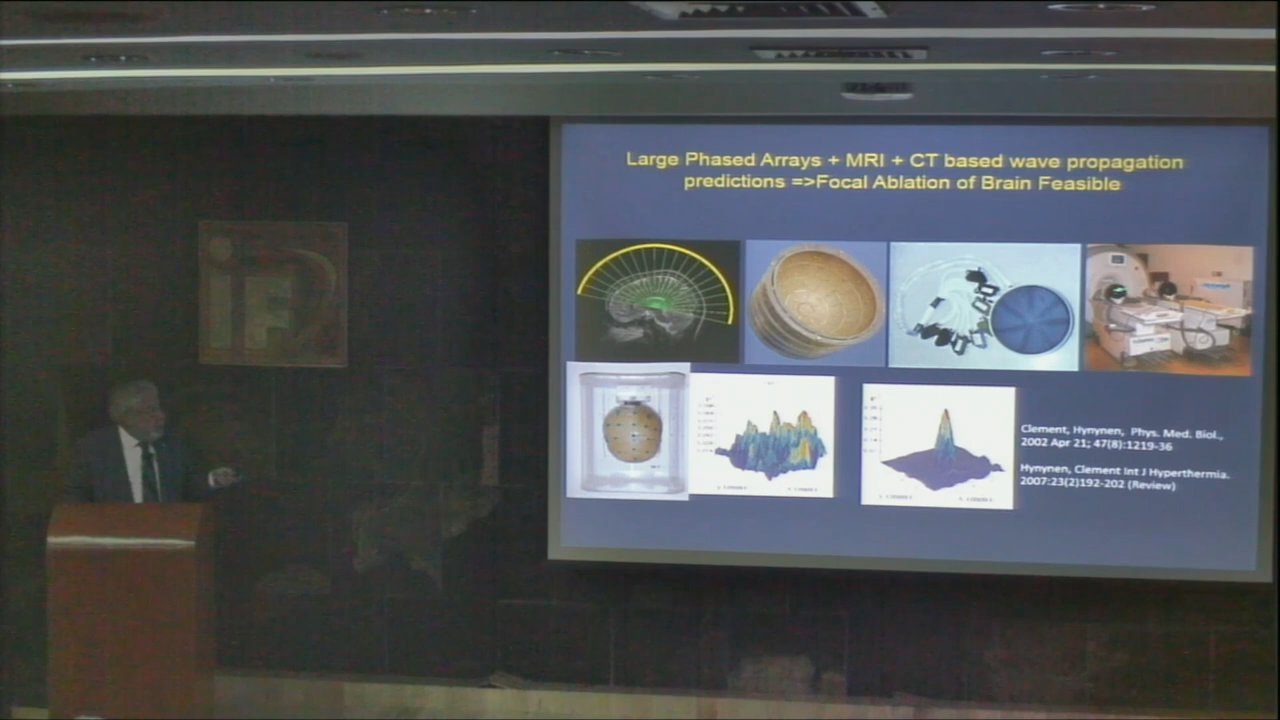 Large Phased Arrays + MRI + CT based wave propagation
predictions =>Focal Ablation of Brain Feasible
Clement, Hynynen, Phys. Med. Biol.,
2002 Apr 21; 47(8):1219-36
Hynynen, Clement Int J Hyperthermia.
2007:23(2)192-202 (Review)